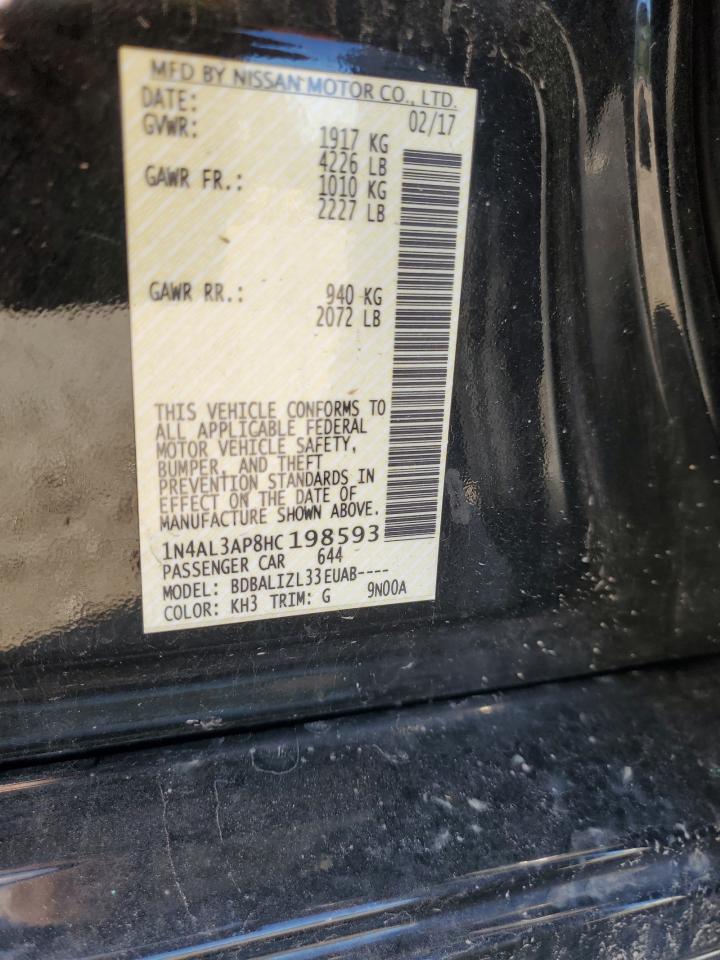 MFD BY NISSAN MOTOR CO., LTD.
DATE: 02/17
GVWR: 1917 KG
4226 LB
GAWR FR.: 1010 KG
2227 LB
GAWR RR.: 940 KG
2072 LB
THIS VEHICLE CONFORMS TO
ALL APPLICABLE FEDERAL
MOTOR VEHICLE SAFETY,
BUMPER, AND THEFT
PREVENTION STANDARDS IN
EFFECT ON THE DATE OF
MANUFACTURE SHOWN ABOVE.
1N4AL3AP8HC198593
PASSENGER CAR 644
MODEL: BDBALIZL33EUAB----
COLOR: KH3 TRIM: G 9N00A